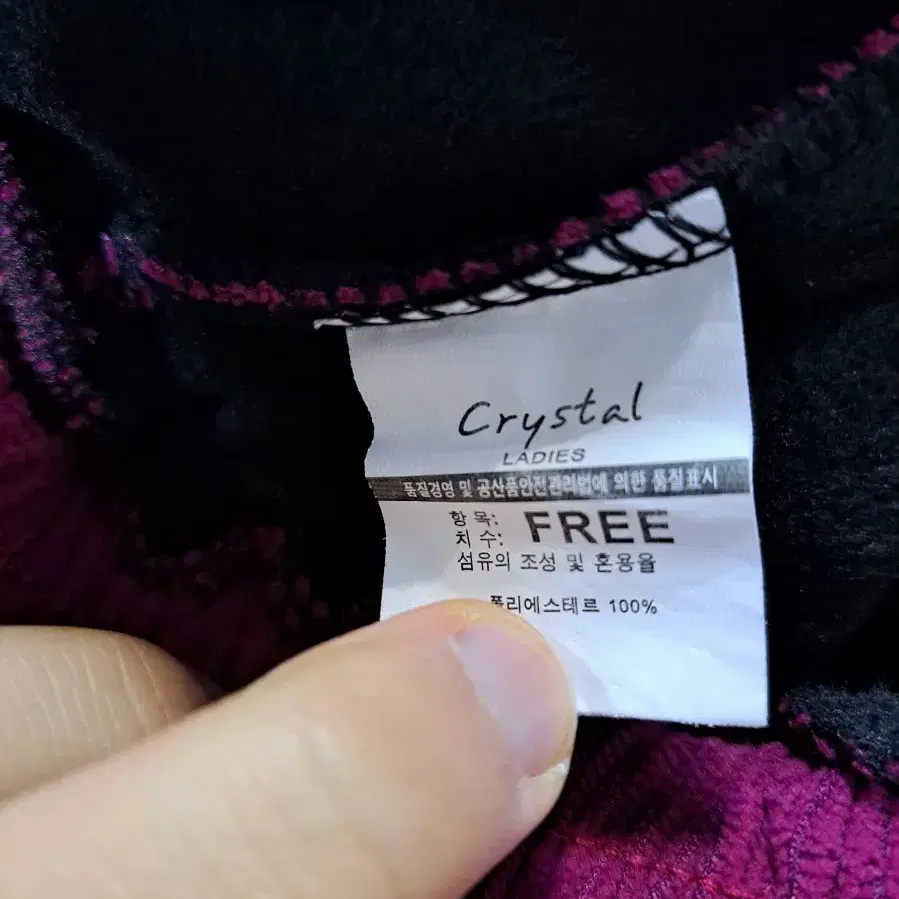 Crystal
LADIES
품질경영 및 공산품안전관리법에 의한 품질표시
항 목:
치 수: FREE
섬유의 조성 및 혼용율
폴리에스테르 100%